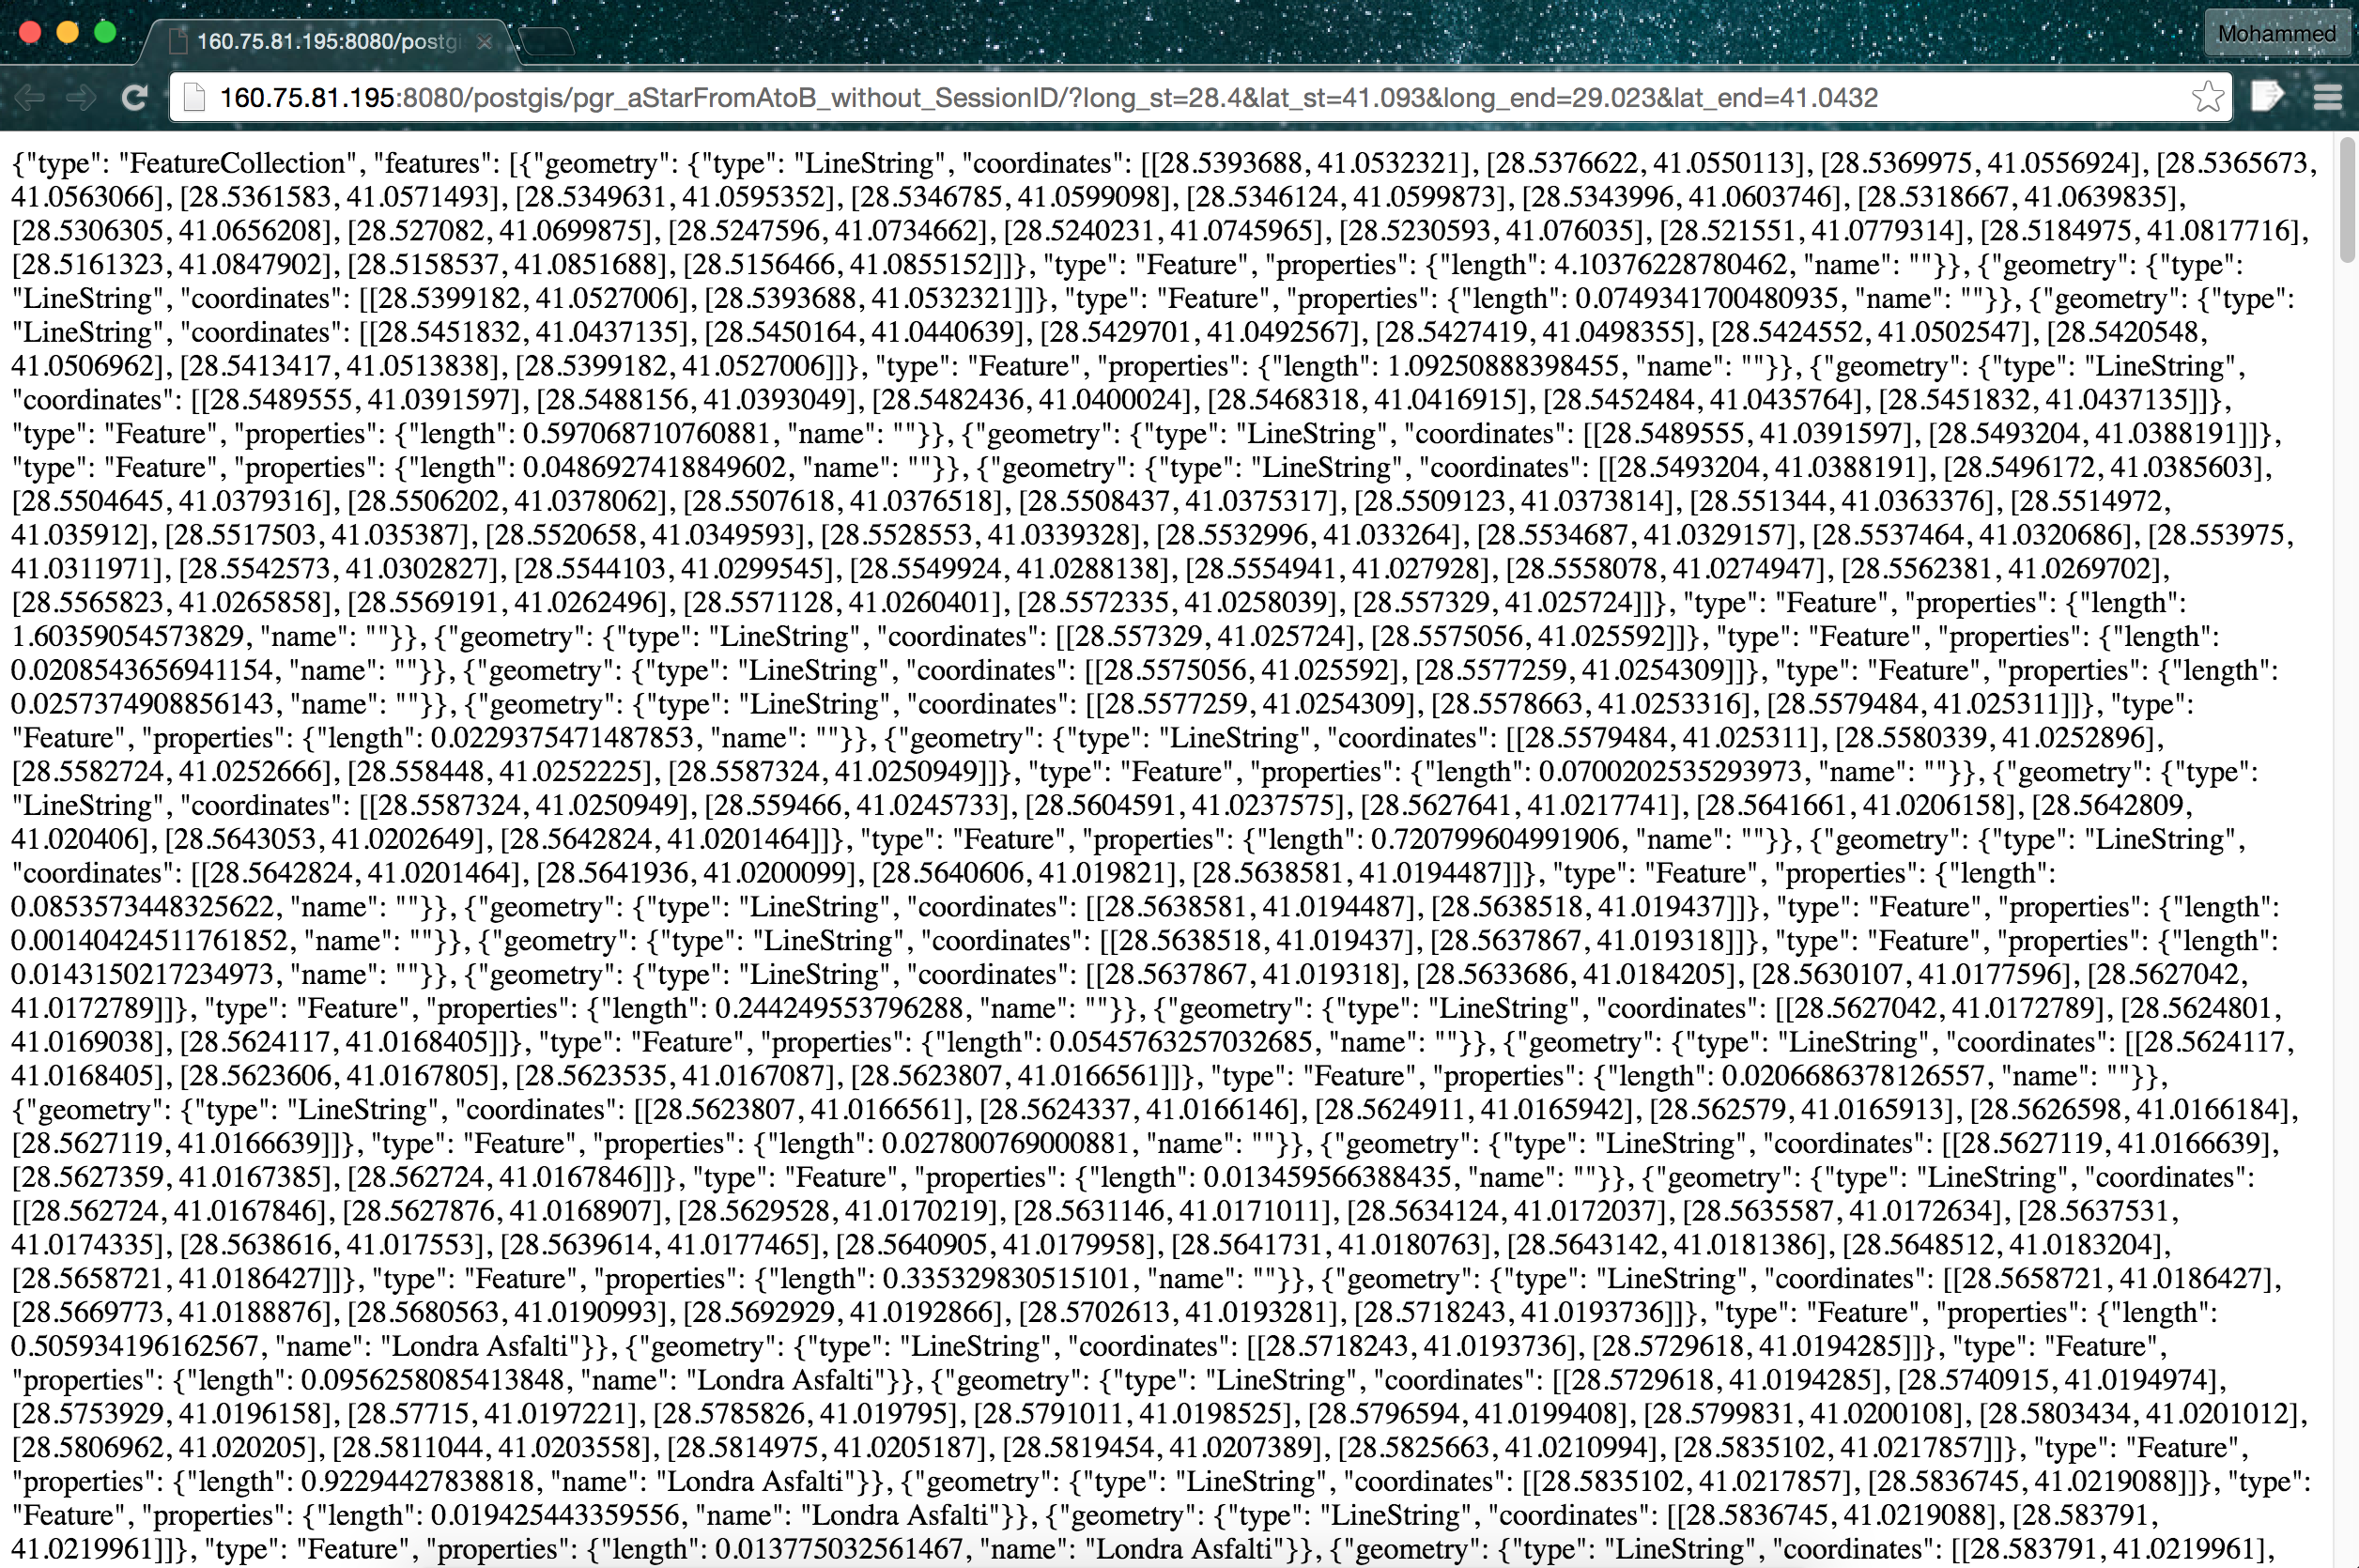 160.75.81.195:8080/postgi
Mohammed
160.75.81.195:8080/postgis/pgr_aStarFromAtoB_without_SessionID/?long_st=28.4&lat_st=41.093&long_end=29.023&lat_end=41.0432
{"type": "FeatureCollection", "features": [{"geometry": {"type": "LineString", "coordinates": [[28.5393688, 41.0532321], [28.5376622, 41.0550113], [28.5369975, 41.0556924], [28.5365673,
41.0563066], [28.5361583, 41.0571493], [28.5349631, 41.0595352], [28.5346785, 41.0599098], [28.5346124, 41.0599873], [28.5343996, 41.0603746], [28.5318667, 41.0639835],
[28.5306305, 41.0656208], [28.527082, 41.0699875], [28.5247596, 41.0734662], [28.5240231, 41.0745965], [28.5230593, 41.076035], [28.521551, 41.0779314], [28.5184975, 41.0817716],
[28.5161323, 41.0847902], [28.5158537, 41.0851688], [28.5156466, 41.0855152]]}, "type": "Feature", "properties": {"length": 4.10376228780462, "name": ""}}, {"geometry": {"type":
"LineString", "coordinates": [[28.5399182, 41.0527006], [28.5393688, 41.0532321]]}, "type": "Feature", "properties": {"length": 0.0749341700480935, "name": ""}}, {"geometry": {"type":
"LineString", "coordinates": [[28.5451832, 41.0437135], [28.5450164, 41.0440639], [28.5429701, 41.0492567], [28.5427419, 41.0498355], [28.5424552, 41.0502547], [28.5420548,
41.0506962], [28.5413417, 41.0513838], [28.5399182, 41.0527006]]}, "type": "Feature", "properties": {"length": 1.09250888398455, "name": ""}}, {"geometry": {"type": "LineString",
"coordinates": [[28.5489555, 41.0391597], [28.5488156, 41.0393049], [28.5482436, 41.0400024], [28.5468318, 41.0416915], [28.5452484, 41.0435764], [28.5451832, 41.0437135]]},
"type": "Feature", "properties": {"length": 0.597068710760881, "name": ""}}, {"geometry": {"type": "LineString", "coordinates": [[28.5489555, 41.0391597], [28.5493204, 41.0388191]]},
"type": "Feature", "properties": {"length": 0.0486927418849602, "name": ""}}, {"geometry": {"type": "LineString", "coordinates": [[28.5493204, 41.0388191], [28.5496172, 41.0385603],
[28.5504645, 41.0379316], [28.5506202, 41.0378062], [28.5507618, 41.0376518], [28.5508437, 41.0375317], [28.5509123, 41.0373814], [28.551344, 41.0363376], [28.5514972,
41.035912], [28.5517503, 41.035387], [28.5520658, 41.0349593], [28.5528553, 41.0339328], [28.5532996, 41.033264], [28.5534687, 41.0329157], [28.5537464, 41.0320686], [28.553975,
41.0311971], [28.5542573, 41.0302827], [28.5544103, 41.0299545], [28.5549924, 41.0288138], [28.5554941, 41.027928], [28.5558078, 41.0274947], [28.5562381, 41.0269702],
[28.5565823, 41.0265858], [28.5569191, 41.0262496], [28.5571128, 41.0260401], [28.5572335, 41.0258039], [28.557329, 41.025724]]}, "type": "Feature", "properties": {"length":
1.60359054573829, "name": ""}}, {"geometry": {"type": "LineString", "coordinates": [[28.557329, 41.025724], [28.5575056, 41.025592]]}, "type": "Feature", "properties": {"length":
0.0208543656941154, "name": ""}}, {"geometry": {"type": "LineString", "coordinates": [[28.5575056, 41.025592], [28.5577259, 41.0254309]]}, "type": "Feature", "properties": {"length":
0.0257374908856143, "name": ""}}, {"geometry": {"type": "LineString", "coordinates": [[28.5577259, 41.0254309], [28.5578663, 41.0253316], [28.5579484, 41.025311]]}, "type":
"Feature", "properties": {"length": 0.0229375471487853, "name": ""}}, {"geometry": {"type": "LineString", "coordinates": [[28.5579484, 41.025311], [28.5580339, 41.0252896],
[28.5582724, 41.0252666], [28.558448, 41.0252225], [28.5587324, 41.0250949]]}, "type": "Feature", "properties": {"length": 0.0700202535293973, "name": ""}}, {"geometry": {"type":
"LineString", "coordinates": [[28.5587324, 41.0250949], [28.559466, 41.0245733], [28.5604591, 41.0237575], [28.5627641, 41.0217741], [28.5641661, 41.0206158], [28.5642809,
41.020406], [28.5643053, 41.0202649], [28.5642824, 41.0201464]]}, "type": "Feature", "properties": {"length": 0.720799604991906, "name": ""}}, {"geometry": {"type": "LineString",
"coordinates": [[28.5642824, 41.0201464], [28.5641936, 41.0200099], [28.5640606, 41.019821], [28.5638581, 41.0194487]]}, "type": "Feature", "properties": {"length":
0.0853573448325622, "name": ""}}, {"geometry": {"type": "LineString", "coordinates": [[28.5638581, 41.0194487], [28.5638518, 41.019437]]}, "type": "Feature", "properties": {"length":
0.00140424511761852, "name": ""}}, {"geometry": {"type": "LineString", "coordinates": [[28.5638518, 41.019437], [28.5637867, 41.019318]]}, "type": "Feature", "properties": {"length":
0.0143150217234973, "name": ""}}, {"geometry": {"type": "LineString", "coordinates": [[28.5637867, 41.019318], [28.5633686, 41.0184205], [28.5630107, 41.0177596], [28.5627042,
41.0172789]]}, "type": "Feature", "properties": {"length": 0.244249553796288, "name": ""}}, {"geometry": {"type": "LineString", "coordinates": [[28.5627042, 41.0172789], [28.5624801,
41.0169038], [28.5624117, 41.0168405]]}, "type": "Feature", "properties": {"length": 0.0545763257032685, "name": ""}}, {"geometry": {"type": "LineString", "coordinates": [[28.5624117,
41.0168405], [28.5623606, 41.0167805], [28.5623535, 41.0167087], [28.5623807, 41.0166561]]}, "type": "Feature", "properties": {"length": 0.0206686378126557, "name": ""}},
{"geometry": {"type": "LineString", "coordinates": [[28.5623807, 41.0166561], [28.5624337, 41.0166146], [28.5624911, 41.0165942], [28.562579, 41.0165913], [28.5626598, 41.0166184],
[28.5627119, 41.0166639]]}, "type": "Feature", "properties": {"length": 0.027800769000881, "name": ""}}, {"geometry": {"type": "LineString", "coordinates": [[28.5627119, 41.0166639],
[28.5627359, 41.0167385], [28.562724, 41.0167846]]}, "type": "Feature", "properties": {"length": 0.013459566388435, "name": ""}}, {"geometry": {"type": "LineString", "coordinates":
[[28.562724, 41.0167846], [28.5627876, 41.0168907], [28.5629528, 41.0170219], [28.5631146, 41.0171011], [28.5634124, 41.0172037], [28.5635587, 41.0172634], [28.5637531,
41.0174335], [28.5638616, 41.017553], [28.5639614, 41.0177465], [28.5640905, 41.0179958], [28.5641731, 41.0180763], [28.5643142, 41.0181386], [28.5648512, 41.0183204],
[28.5658721, 41.0186427]]}, "type": "Feature", "properties": {"length": 0.335329830515101, "name": ""}}, {"geometry": {"type": "LineString", "coordinates": [[28.5658721, 41.0186427],
[28.5669773, 41.0188876], [28.5680563, 41.0190993], [28.5692929, 41.0192866], [28.5702613, 41.0193281], [28.5718243, 41.0193736]]}, "type": "Feature", "properties": {"length":
0.505934196162567, "name": "Londra Asfalti"}}, {"geometry": {"type": "LineString", "coordinates": [[28.5718243, 41.0193736], [28.5729618, 41.0194285]]}, "type": "Feature",
"properties": {"length": 0.0956258085413848, "name": "Londra Asfalti"}}, {"geometry": {"type": "LineString", "coordinates": [[28.5729618, 41.0194285], [28.5740915, 41.0194974],
[28.5753929, 41.0196158], [28.57715, 41.0197221], [28.5785826, 41.019795], [28.5791011, 41.0198525], [28.5796594, 41.0199408], [28.5799831, 41.0200108], [28.5803434, 41.0201012],
[28.5806962, 41.020205], [28.5811044, 41.0203558], [28.5814975, 41.0205187], [28.5819454, 41.0207389], [28.5825663, 41.0210994], [28.5835102, 41.0217857]]}, "type": "Feature",
"properties": {"length": 0.92294427838818, "name": "Londra Asfalti"}}, {"geometry": {"type": "LineString", "coordinates": [[28.5835102, 41.0217857], [28.5836745, 41.0219088]]}, "type":
"Feature", "properties": {"length": 0.019425443359556, "name": "Londra Asfalti"}}, {"geometry": {"type": "LineString", "coordinates": [[28.5836745, 41.0219088], [28.583791,
41.0219961]]}, "type": "Feature", "properties": {"length": 0.013775032561467, "name": "Londra Asfalti"}}, {"geometry": {"type": "LineString", "coordinates": [[28.583791, 41.0219961],